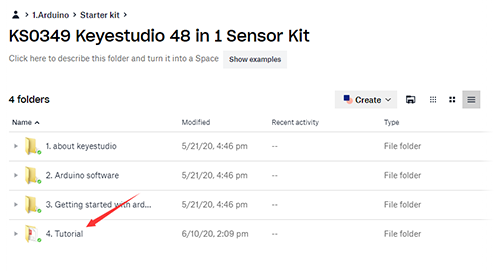 1.Arduino > Starter kit >
KS0349 Keyestudio 48 in 1 Sensor Kit
Click here to describe this folder and turn it into a Space Show examples
4 folders Create
Name Modified Recent activity Type
1. about keyestudio 5/21/20, 4:46 pm -- File folder
2. Arduino software 5/21/20, 4:46 pm -- File folder
3. Getting started with ard... 5/21/20, 4:46 pm -- File folder
4. Tutorial 6/10/20, 2:09 pm -- File folder